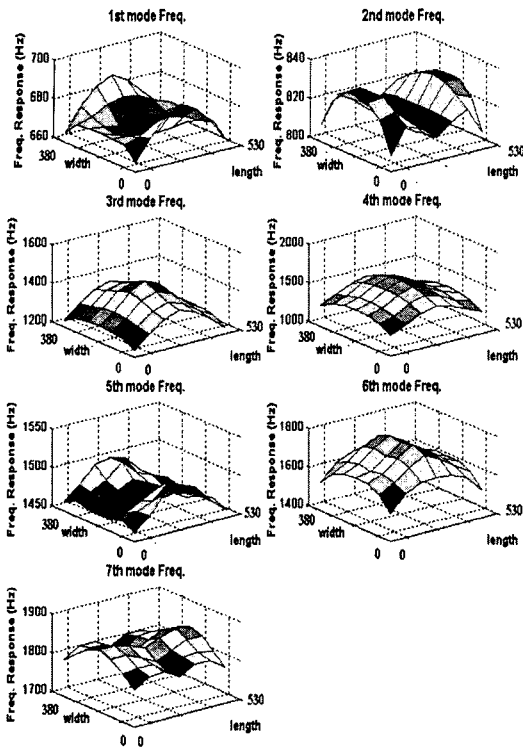 1st mode Freq.
Freq. Response (Hz)
700
680
660
380
width
0
0
530
length
2nd mode Freq.
Freq. Response (Hz)
840
820
800
380
width
0
0
530
length
3rd mode Freq.
Freq. Response (Hz)
1600
1400
1200
380
width
0
0
530
length
4th mode Freq.
Freq. Response (Hz)
2000
1500
1000
380
width
0
0
530
length
5th mode Freq.
Freq. Response (Hz)
1550
1500
1450
380
width
0
0
530
length
6th mode Freq.
Freq. Response (Hz)
1800
1600
1400
380
width
0
0
530
length
7th mode Freq.
Freq. Response (Hz)
1900
1800
1700
380
width
0
0
530
length